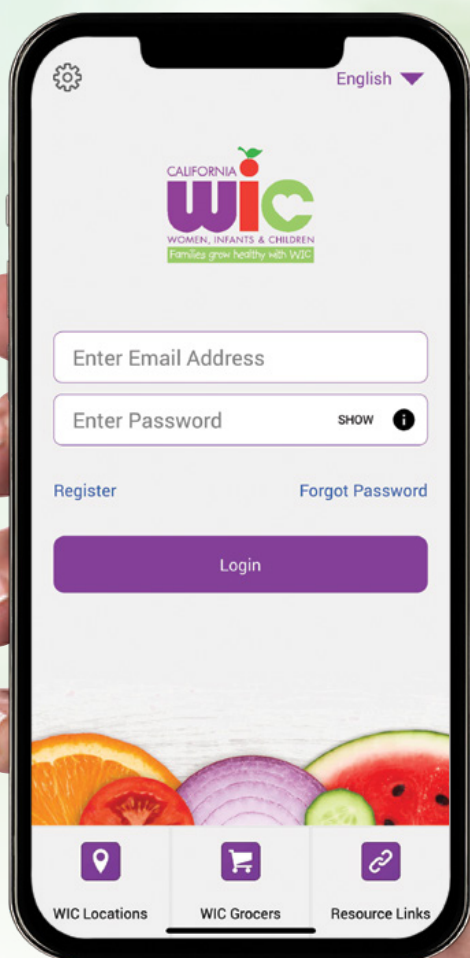 English
CALIFORNIA
WIC
WOMEN, INFANTS & CHILDREN
Families grow healthy with WIC
Enter Email Address
Enter Password SHOW i
Register Forgot Password
Login
WIC Locations WIC Grocers Resource Links